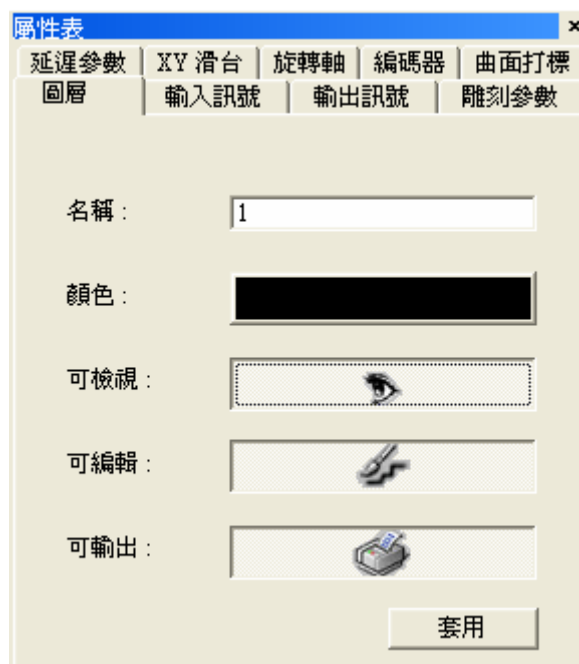 屬性表
延遲參數 XY 滑台 旋轉軸 編碼器 曲面打標
圖層 輸入訊號 輸出訊號 雕刻參數
名稱 : 1
顏色 :
可檢視 :
可編輯 :
可輸出 :
套用